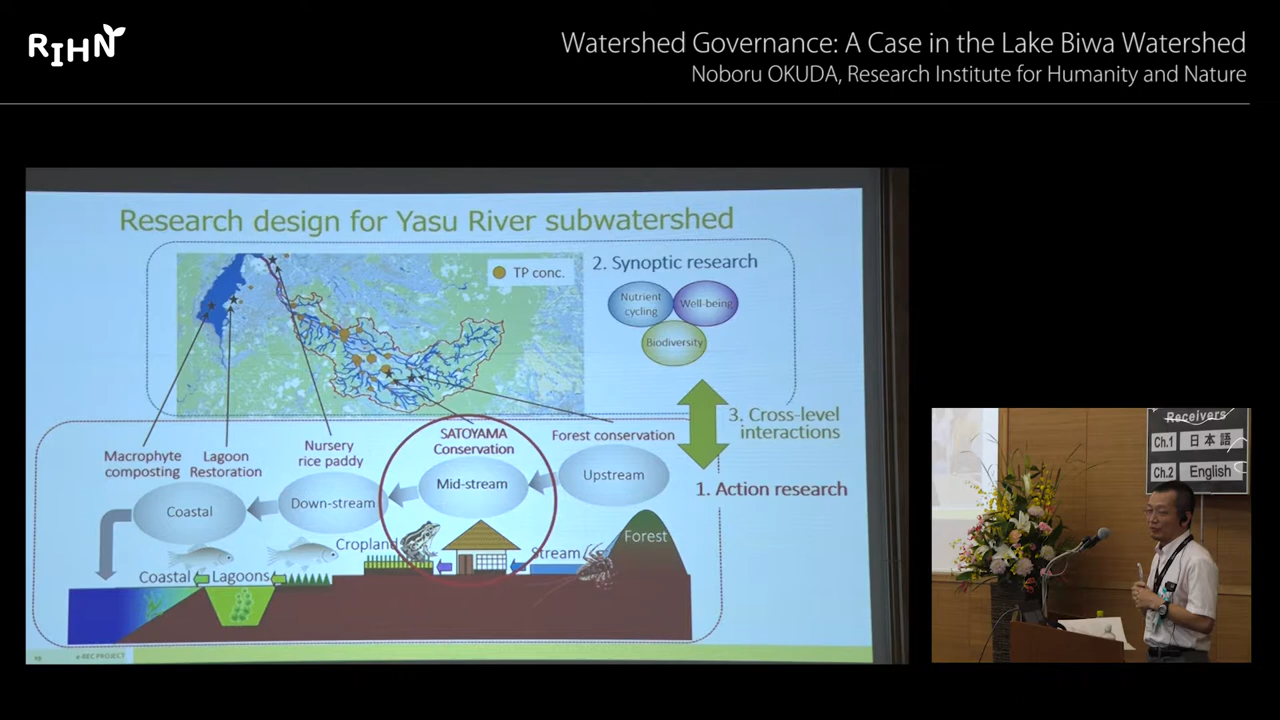 RIHN
Watershed Governance: A Case in the Lake Biwa Watershed
Noboru OKUDA, Research Institute for Humanity and Nature
Research design for Yasu River subwatershed
TP conc.
2. Synoptic research
Nutrient
cycling
Well-being
Biodiversity
3. Cross-level
interactions
1. Action research
Macrophyte
composting
Lagoon
Restoration
Nursery
rice paddy
SATOYAMA
Conservation
Forest conservation
Coastal
Down-stream
Mid-stream
Upstream
Cropland
Stream
Forest
Coastal
Lagoons
e-REC PROJECT
Receivers
Ch.1 日本語
Ch.2 English